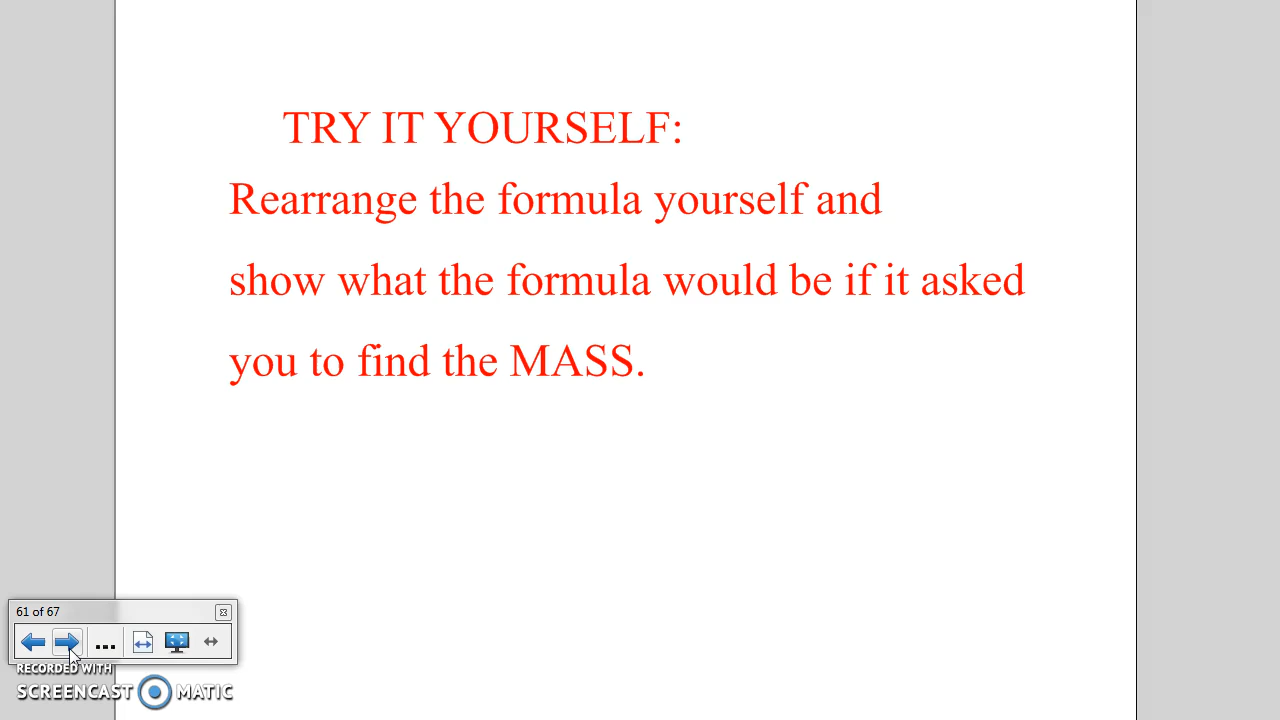 TRY IT YOURSELF:
Rearrange the formula yourself and
show what the formula would be if it asked
you to find the MASS.
61 of 67
...
RECORDED WITH
SCREENCAST MATIC